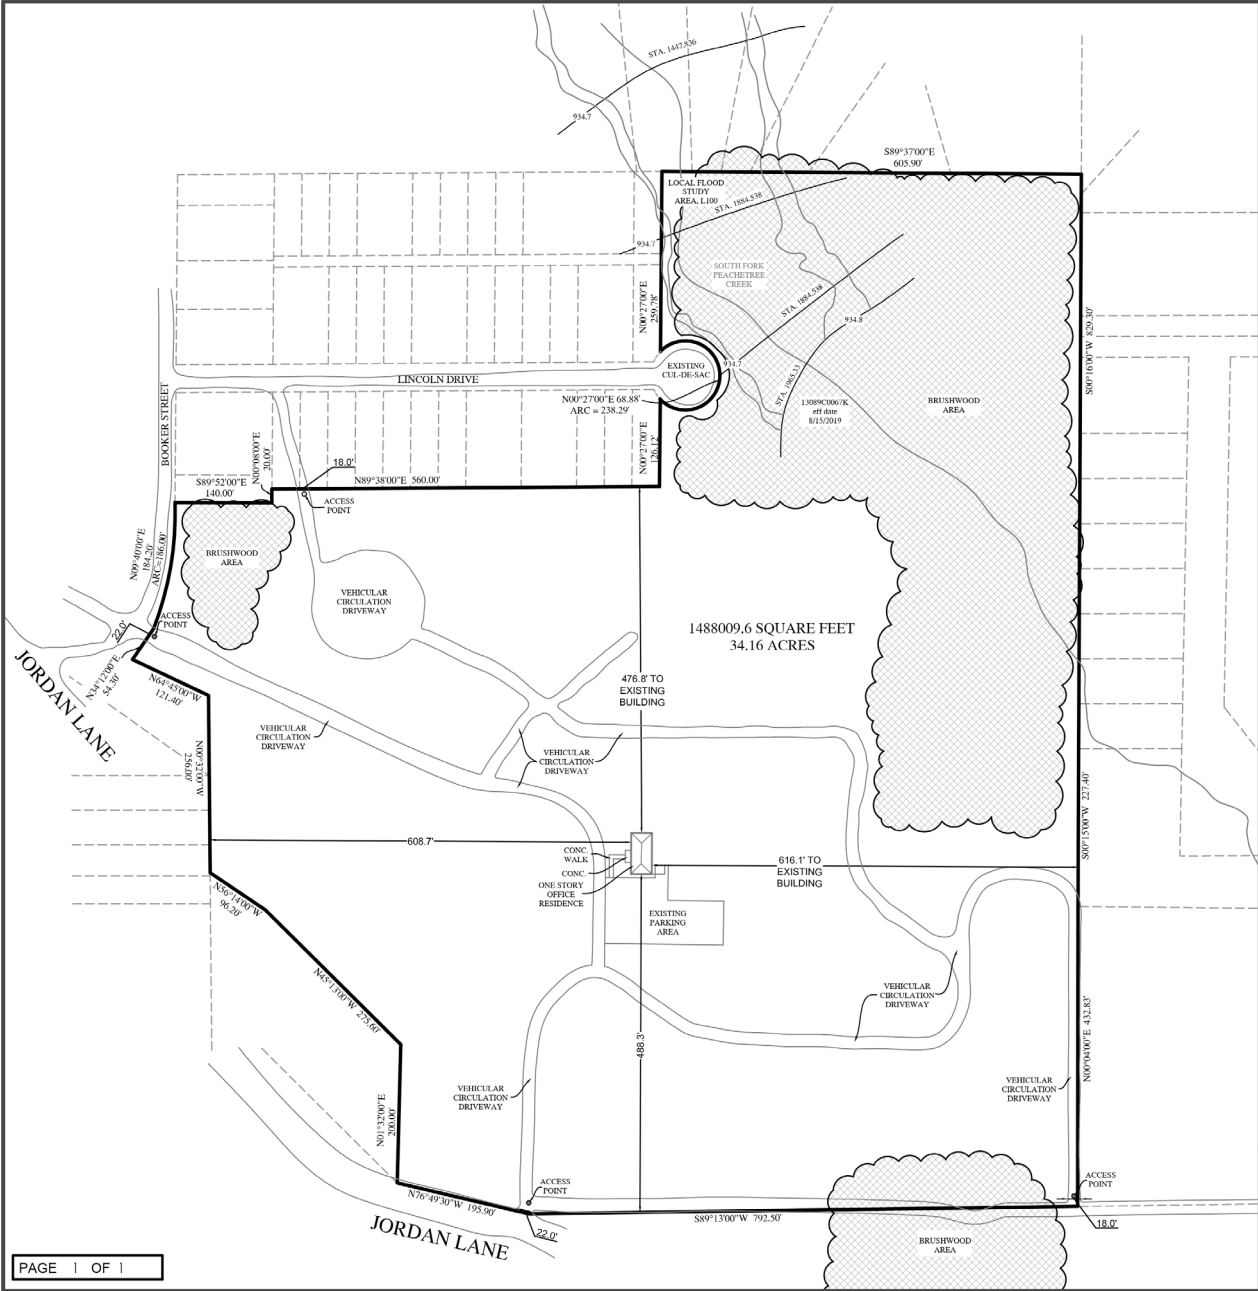 STA. 1447.836
934.7
S89°37'00"E
605.90'
LOCAL FLOOD
STUDY
AREA, L100
STA. 1884.538
934.7
SOUTH FORK
PEACHETREE
CREEK
STA. 1884.538
934.8
N00°27'00"E
259.78'
S00°16'00"W 829.30'
EXISTING
CUL-DE-SAC
934.7
LINCOLN DRIVE
STA. 1965.33
N00°27'00"E 68.88'
ARC = 238.29'
13089C0067K
eff date
8/15/2019
BRUSHWOOD
AREA
BOOKER STREET
N00°08'00"E
20.00'
N00°27'00"E
126.12'
18.0'
S89°52'00"E
140.00'
N89°38'00"E 560.00'
ACCESS
POINT
N09°40'00"E
184.20'
ARC=186.00'
BRUSHWOOD
AREA
VEHICULAR
CIRCULATION
DRIVEWAY
ACCESS
POINT
22.0'
1488009.6 SQUARE FEET
34.16 ACRES
JORDAN LANE
N34°12'00"E
54.30'
N64°45'00"W
121.40'
476.8' TO
EXISTING
BUILDING
VEHICULAR
CIRCULATION
DRIVEWAY
VEHICULAR
CIRCULATION
DRIVEWAY
N00°32'00"W
256.00'
S00°15'00"W 227.40'
608.7'
CONC.
WALK
CONC.
ONE STORY
OFFICE
RESIDENCE
616.1' TO
EXISTING
BUILDING
N56°14'00"W
96.20'
EXISTING
PARKING
AREA
N45°13'00"W 275.60'
VEHICULAR
CIRCULATION
DRIVEWAY
488.3'
N00°04'00"E 432.83'
VEHICULAR
CIRCULATION
DRIVEWAY
VEHICULAR
CIRCULATION
DRIVEWAY
N01°32'00"E
200.00'
ACCESS
POINT
ACCESS
POINT
N76°49'30"W 195.90'
S89°13'00"W 792.50'
18.0'
22.0'
JORDAN LANE
BRUSHWOOD
AREA
PAGE 1 OF 1